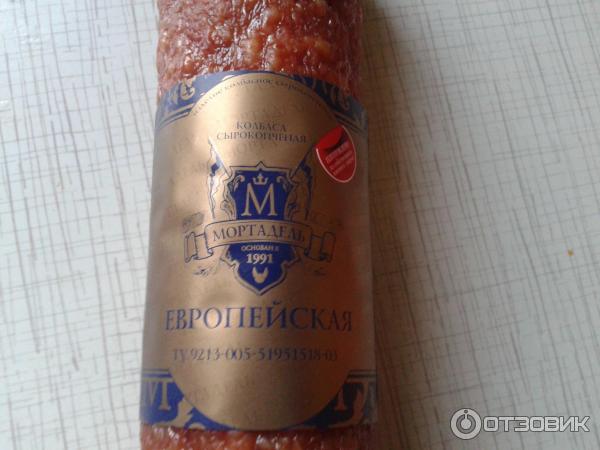 КОЛБАСА
СЫРОКОПЧЕНАЯ
М
МОРТАДЕЛЬ
ОСНОВАН В
1991
ЕВРОПЕЙСКАЯ
ТУ.9213-005-51951518-03
ОТЗОВИК